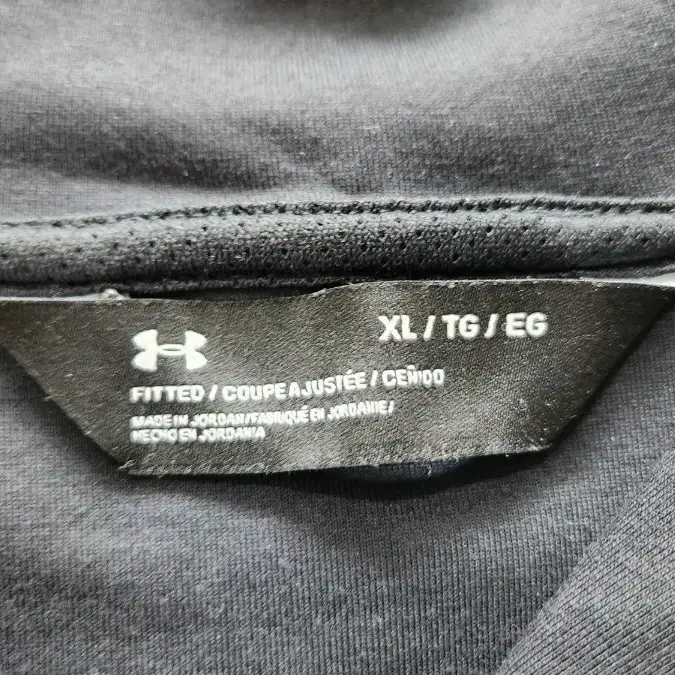 XL / TG / EG
FITTED / COUPE AJUSTÉE / CEÑIDO
MADE IN JORDAN/FABRIQUÉ EN JORDANIE/
HECHO EN JORDANIA